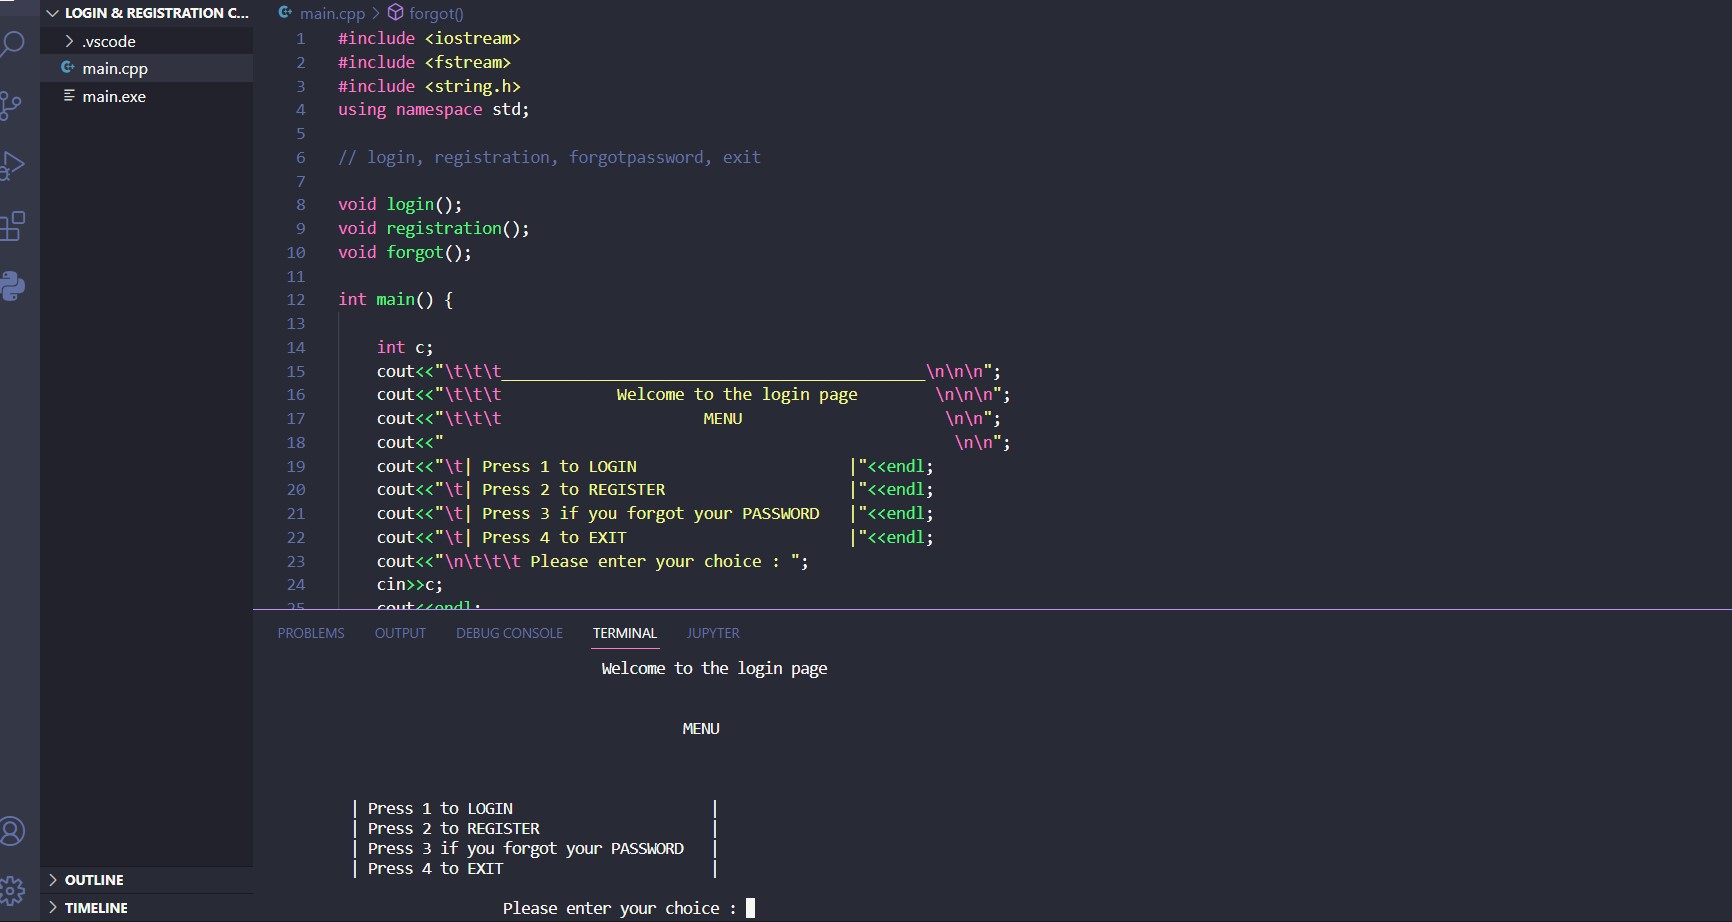 LOGIN & REGISTRATION C...
.vscode
main.cpp
main.exe
OUTLINE
TIMELINE
main.cpp > forgot()
1 #include <iostream>
2 #include <fstream>
3 #include <string.h>
4 using namespace std;
5
6 // login, registration, forgotpassword, exit
7
8 void login();
9 void registration();
10 void forgot();
11
12 int main() {
13
14 int c;
15 cout<<"\t\t\t____________________________________________\n\n\n";
16 cout<<"\t\t\t            Welcome to the login page        \n\n\n";
17 cout<<"\t\t\t                     MENU                     \n\n";
18 cout<<"                                                     \n\n";
19 cout<<"\t| Press 1 to LOGIN                      |"<<endl;
20 cout<<"\t| Press 2 to REGISTER                   |"<<endl;
21 cout<<"\t| Press 3 if you forgot your PASSWORD   |"<<endl;
22 cout<<"\t| Press 4 to EXIT                       |"<<endl;
23 cout<<"\n\t\t\t Please enter your choice : ";
24 cin>>c;
25 cout<<endl;
PROBLEMS OUTPUT DEBUG CONSOLE TERMINAL JUPYTER
Welcome to the login page
MENU
| Press 1 to LOGIN                      |
| Press 2 to REGISTER                   |
| Press 3 if you forgot your PASSWORD   |
| Press 4 to EXIT                       |
Please enter your choice :